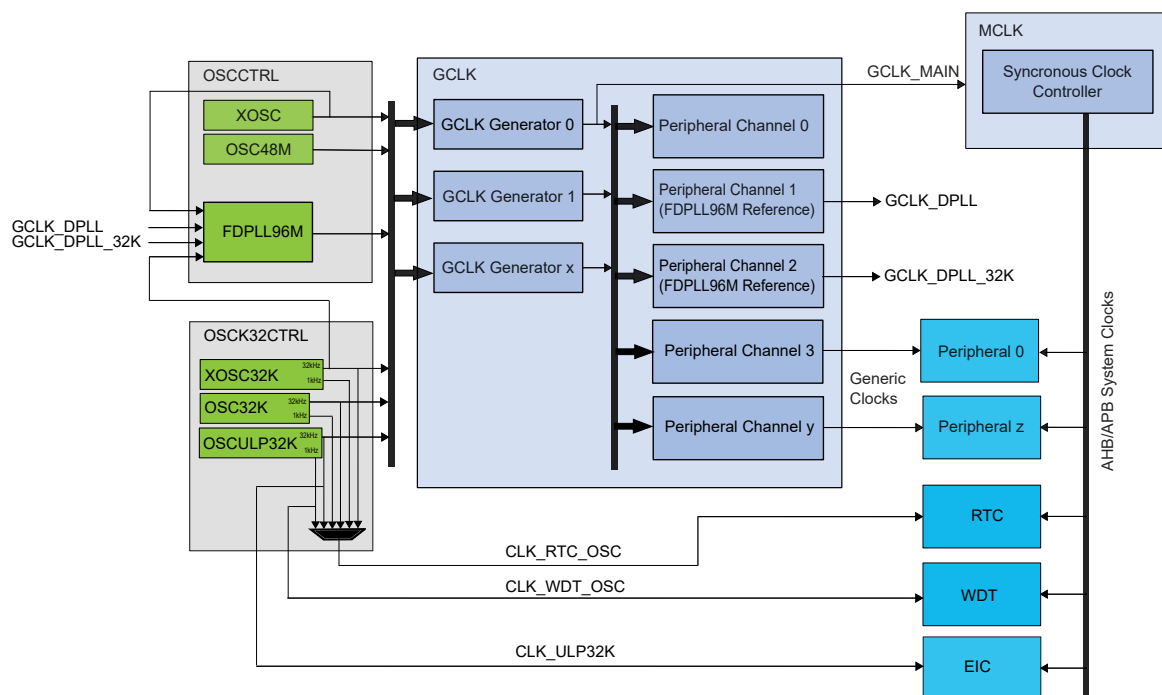 MCLK
Syncronous Clock
Controller
GCLK_MAIN
OSCCTRL
XOSC
OSC48M
FDPLL96M
GCLK_DPLL
GCLK_DPLL_32K
GCLK
GCLK Generator 0
GCLK Generator 1
GCLK Generator x
Peripheral Channel 0
Peripheral Channel 1
(FDPLL96M Reference)
Peripheral Channel 2
(FDPLL96M Reference)
Peripheral Channel 3
Peripheral Channel y
GCLK_DPLL
GCLK_DPLL_32K
OSCK32CTRL
XOSC32K
32kHz
1kHz
OSC32K
32kHz
1kHz
OSCULP32K
32kHz
1kHz
Generic
Clocks
Peripheral 0
Peripheral z
AHB/APB System Clocks
CLK_RTC_OSC
RTC
CLK_WDT_OSC
WDT
CLK_ULP32K
EIC